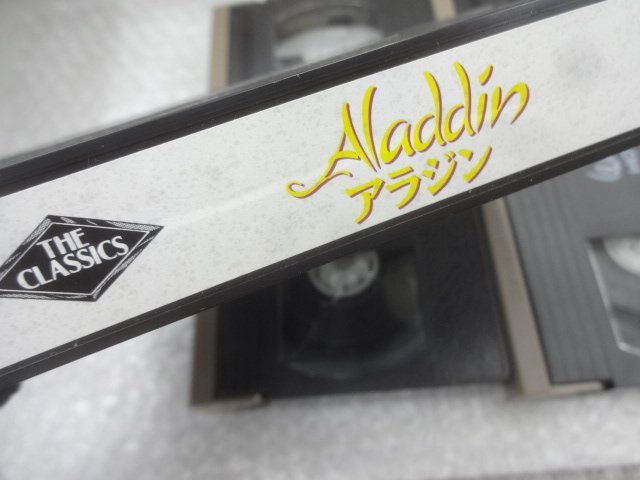 THE
CLASSICS
Aladdin
アラジン